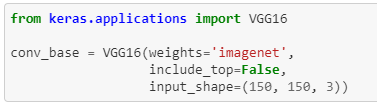 from keras.applications import VGG16
conv_base = VGG16(weights='imagenet',
                  include_top=False,
                  input_shape=(150, 150, 3))